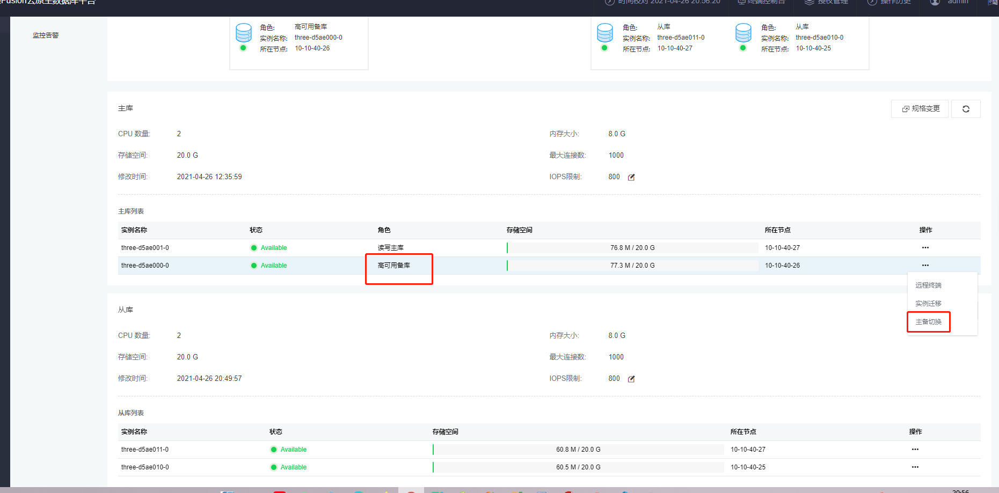 Fusion云原生数据库平台
时间校对 2021-04-26 20:56:20
终端控制台
授权管理
操作历史
admin
监控告警
角色: 高可用备库
实例名称: three-d5ae000-0
所在节点: 10-10-40-26
角色: 从库
实例名称: three-d5ae011-0
所在节点: 10-10-40-27
角色: 从库
实例名称: three-d5ae010-0
所在节点: 10-10-40-25
主库
规格变更
CPU 数量: 2
内存大小: 8.0 G
存储空间: 20.0 G
最大连接数: 1000
修改时间: 2021-04-26 12:35:59
IOPS限制: 800
主库列表
实例名称 状态 角色 存储空间 所在节点 操作
three-d5ae001-0 Available 读写主库 76.8 M / 20.0 G 10-10-40-27 •••
three-d5ae000-0 Available 高可用备库 77.3 M / 20.0 G 10-10-40-26 •••
远程终端
实例迁移
主备切换
从库
CPU 数量: 2
内存大小: 8.0 G
存储空间: 20.0 G
最大连接数: 1000
修改时间: 2021-04-26 20:49:57
IOPS限制: 800
从库列表
实例名称 状态 存储空间 所在节点 操作
three-d5ae011-0 Available 60.8 M / 20.0 G 10-10-40-27 •••
three-d5ae010-0 Available 60.5 M / 20.0 G 10-10-40-25 •••
20:56